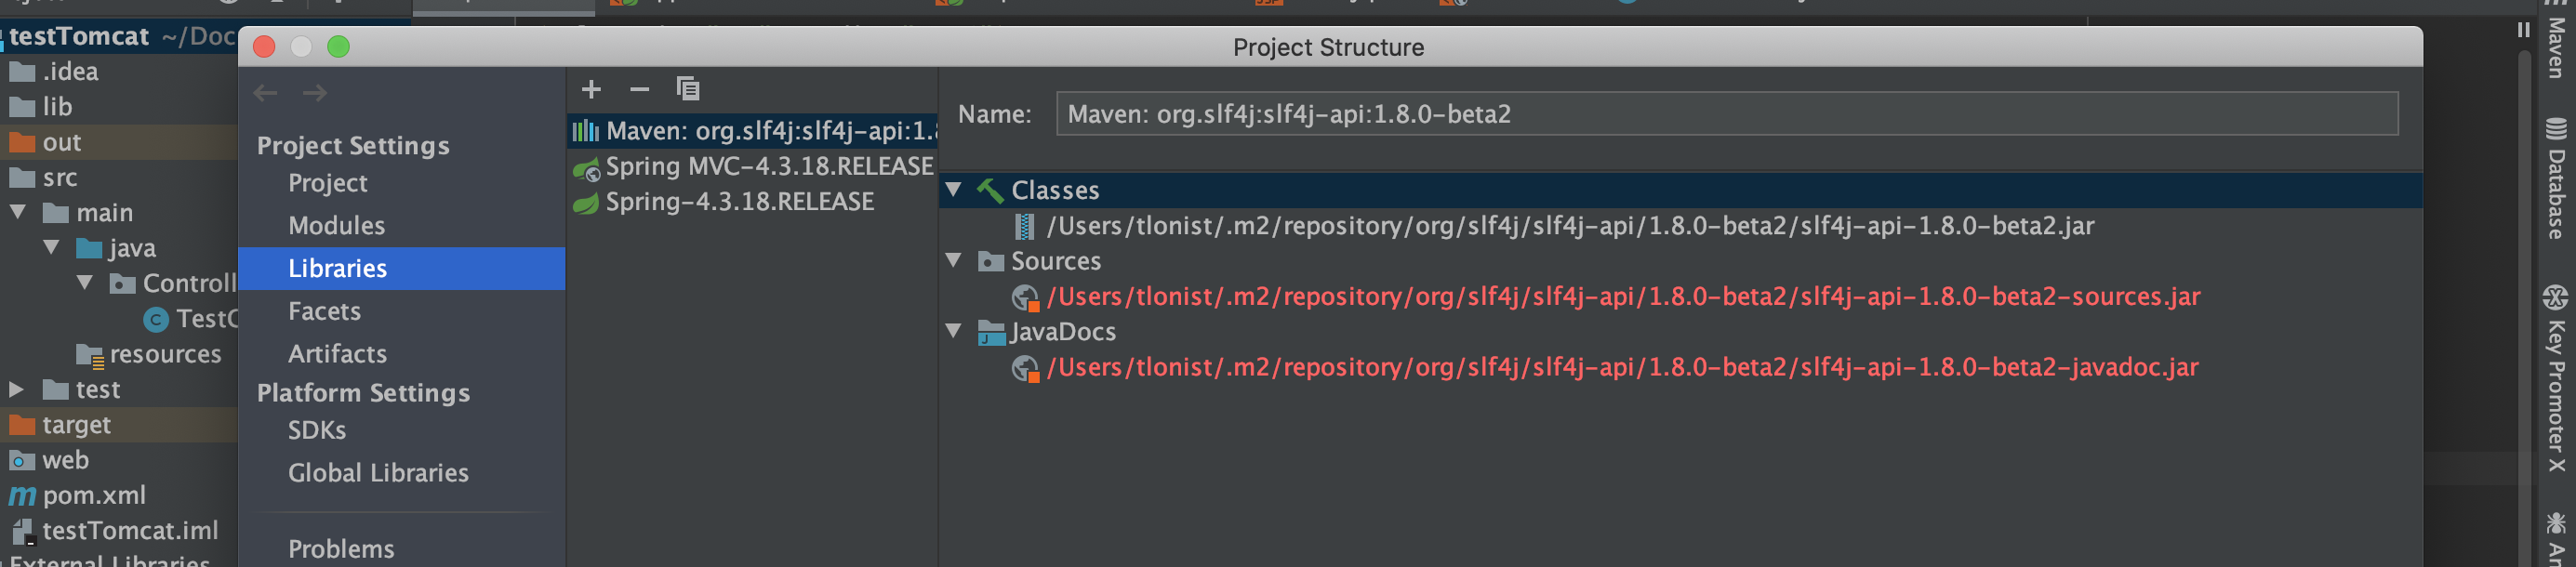 Project Structure
testTomcat ~/Doc
.idea
lib
out
src
main
java
Controll
TestC
resources
test
target
web
pom.xml
testTomcat.iml
External Libraries
Project Settings
Project
Modules
Libraries
Facets
Artifacts
Platform Settings
SDKs
Global Libraries
Problems
Maven: org.slf4j:slf4j-api:1.8
Spring MVC-4.3.18.RELEASE
Spring-4.3.18.RELEASE
Name: Maven: org.slf4j:slf4j-api:1.8.0-beta2
Classes
/Users/tlonist/.m2/repository/org/slf4j/slf4j-api/1.8.0-beta2/slf4j-api-1.8.0-beta2.jar
Sources
/Users/tlonist/.m2/repository/org/slf4j/slf4j-api/1.8.0-beta2/slf4j-api-1.8.0-beta2-sources.jar
JavaDocs
/Users/tlonist/.m2/repository/org/slf4j/slf4j-api/1.8.0-beta2/slf4j-api-1.8.0-beta2-javadoc.jar
Maven
Database
Key Promoter X
An